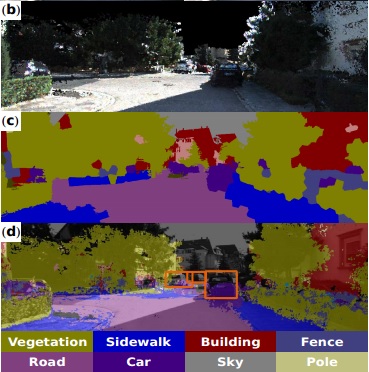 (b)
(c)
(d)
Vegetation Sidewalk Building Fence
Road Car Sky Pole